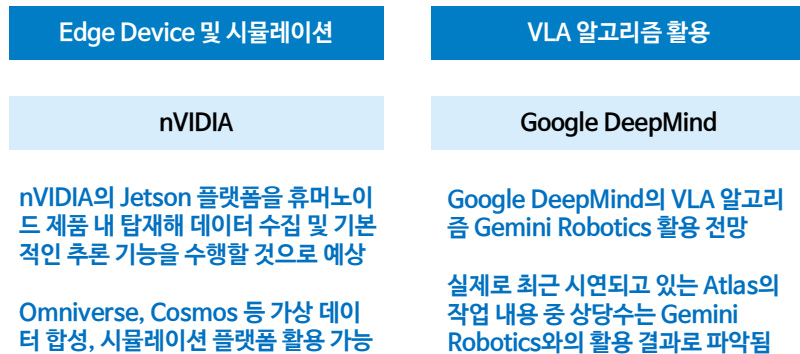 Edge Device 및 시뮬레이션
nVIDIA
nVIDIA의 Jetson 플랫폼을 휴머노이
드 제품 내 탑재해 데이터 수집 및 기본
적인 추론 기능을 수행할 것으로 예상
Omniverse, Cosmos 등 가상 데이
터 합성, 시뮬레이션 플랫폼 활용 가능
VLA 알고리즘 활용
Google DeepMind
Google DeepMind의 VLA 알고리
즘 Gemini Robotics 활용 전망
실제로 최근 시연되고 있는 Atlas의
작업 내용 중 상당수는 Gemini
Robotics와의 활용 결과로 파악됨